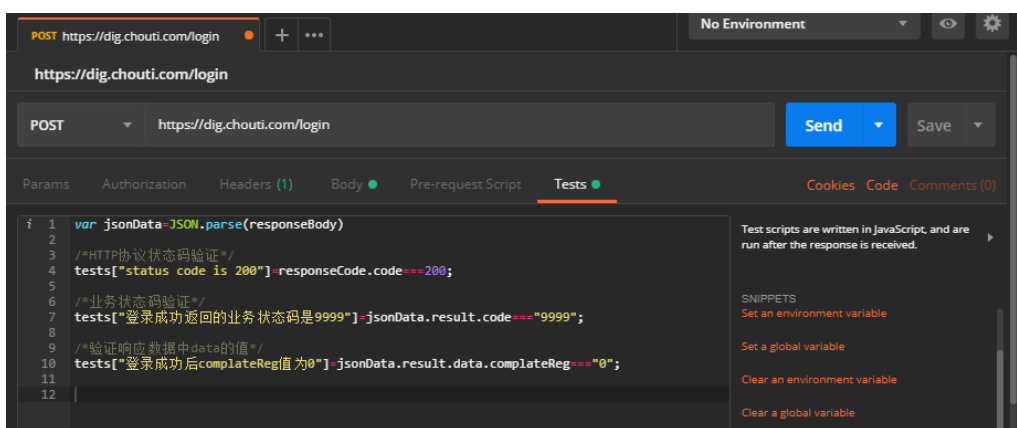 POST https://dig.chouti.com/login
+
•••
No Environment
https://dig.chouti.com/login
POST
https://dig.chouti.com/login
Send
Save
Params Authorization Headers (1) Body Pre-request Script Tests
Cookies Code Comments (0)
i 1 var jsonData=JSON.parse(responseBody)
2
3 /*HTTP协议状态码验证*/
4 tests["status code is 200"]=responseCode.code===200;
5
6 /*业务状态码验证*/
7 tests["登录成功返回的业务状态码是9999"]=jsonData.result.code==="9999";
8
9 /*验证响应数据中data的值*/
10 tests["登录成功后complateReg值为0"]=jsonData.result.data.complateReg==="0";
11
12
Test scripts are written in JavaScript, and are
run after the response is received.
SNIPPETS
Set an environment variable
Set a global variable
Clear an environment variable
Clear a global variable